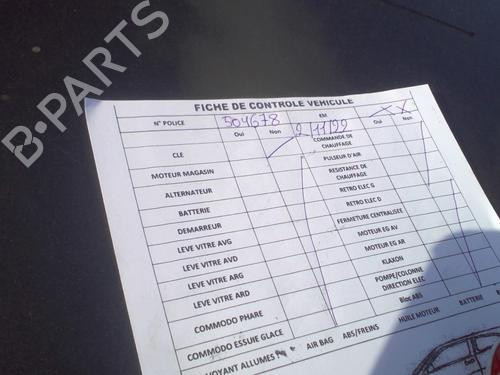 B-PARTS
FICHE DE CONTROLE VEHICULE
N° POLICE 504678 KM XX
Oui Non 211722 Oui Non
CLE COMMANDE DE CHAUFFAGE
MOTEUR MAGASIN PULSEUR D'AIR
ALTERNATEUR RESISTANCE DE CHAUFFAGE
BATTERIE RETRO ELEC G
DEMARREUR RETRO ELEC D
LEVE VITRE AVG FERMETURE CENTRALISEE
LEVE VITRE AVD MOTEUR EG AV
LEVE VITRE ARG MOTEUR EG AR
LEVE VITRE ARD KLAXON
COMMODO PHARE POMPE/COLONNE DIRECTION ELEC
COMMODO ESSUIE GLACE Bloc ABS
VOYANT ALLUMES AIR BAG ABS/FREINS HUILE MOTEUR BATTERIE